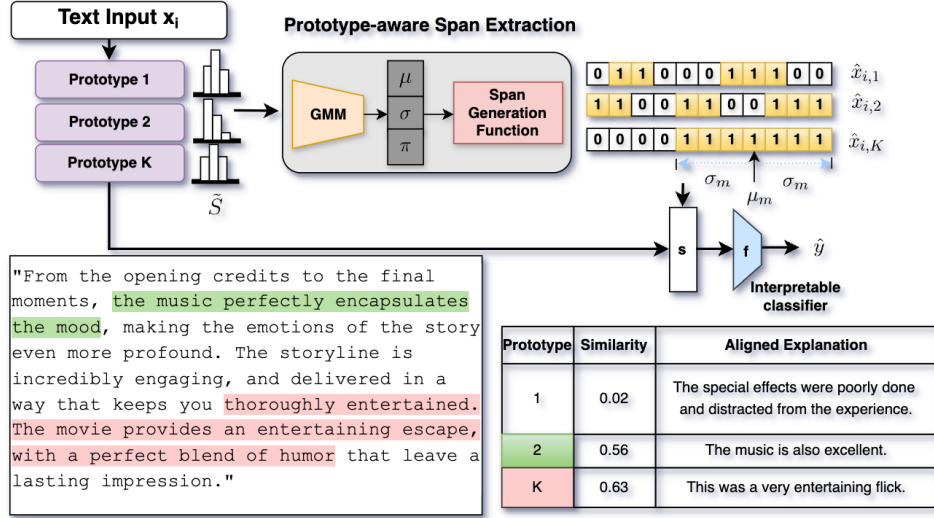 Text Input xᵢ
Prototype 1
Prototype 2
Prototype K
S̃
Prototype-aware Span Extraction
GMM
μ
σ
π
Span
Generation
Function
0 1 1 0 0 0 1 1 1 0 0 x̂ᵢ,₁
1 1 0 0 1 1 0 0 1 1 1 x̂ᵢ,₂
0 0 0 0 1 1 1 1 1 1 1 x̂ᵢ,K
σₘ σₘ
μₘ
s
f
ŷ
Interpretable
classifier
"From the opening credits to the final
moments, the music perfectly encapsulates
the mood, making the emotions of the story
even more profound. The storyline is
incredibly engaging, and delivered in a
way that keeps you thoroughly entertained.
The movie provides an entertaining escape,
with a perfect blend of humor that leave a
lasting impression."
Prototype Similarity Aligned Explanation
1 0.02 The special effects were poorly done
and distracted from the experience.
2 0.56 The music is also excellent.
K 0.63 This was a very entertaining flick.